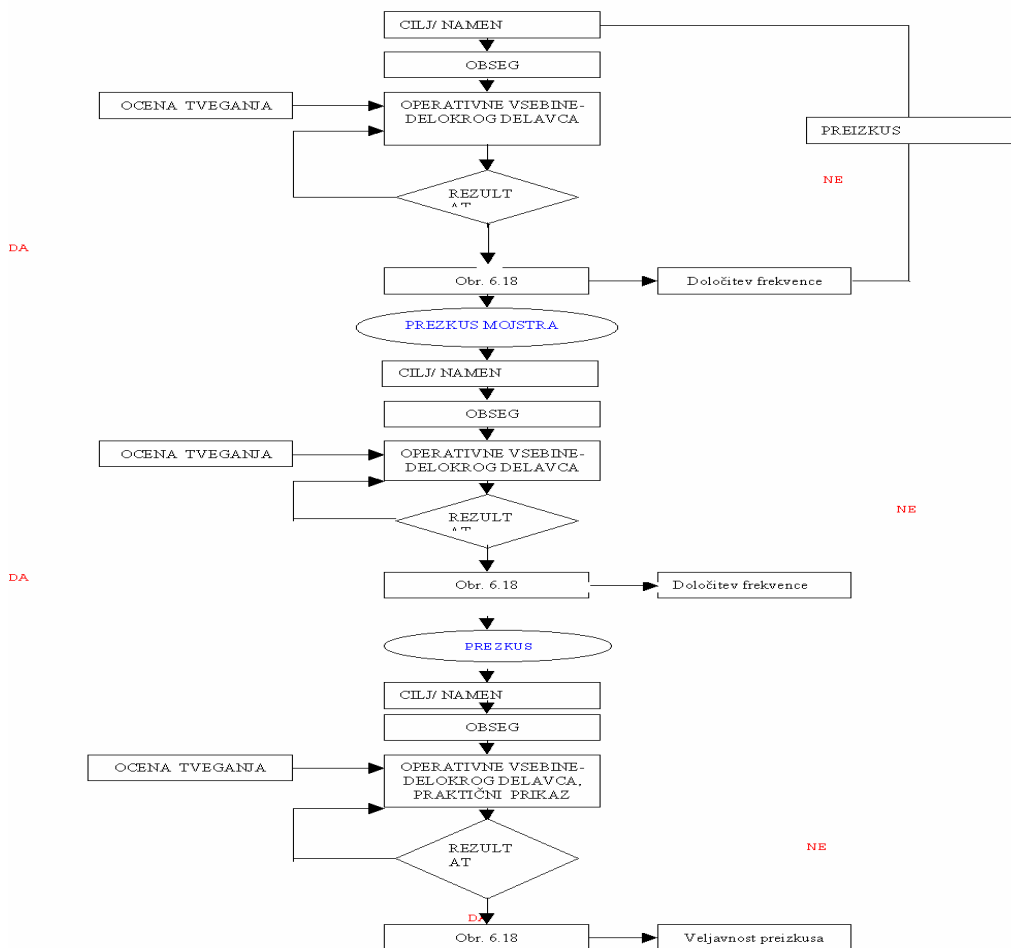 CILJ/ NAMEN
OBSEG
OCENA TVEGANJA
OPERATIVNE VSEBINE-
DELOKROG DELAVCA
PREIZKUS
REZULT
AT
NE
DA
Obr. 6.18
Določitev frekvence
PREZKUS MOJSTRA
CILJ/ NAMEN
OBSEG
OCENA TVEGANJA
OPERATIVNE VSEBINE-
DELOKROG DELAVCA
REZULT
AT
NE
DA
Obr. 6.18
Določitev frekvence
PREZKUS
CILJ/ NAMEN
OBSEG
OCENA TVEGANJA
OPERATIVNE VSEBINE-
DELOKROG DELAVCA,
PRAKTIČNI PRIKAZ
REZULT
AT
NE
DA
Obr. 6.18
Veljavnost preizkusa